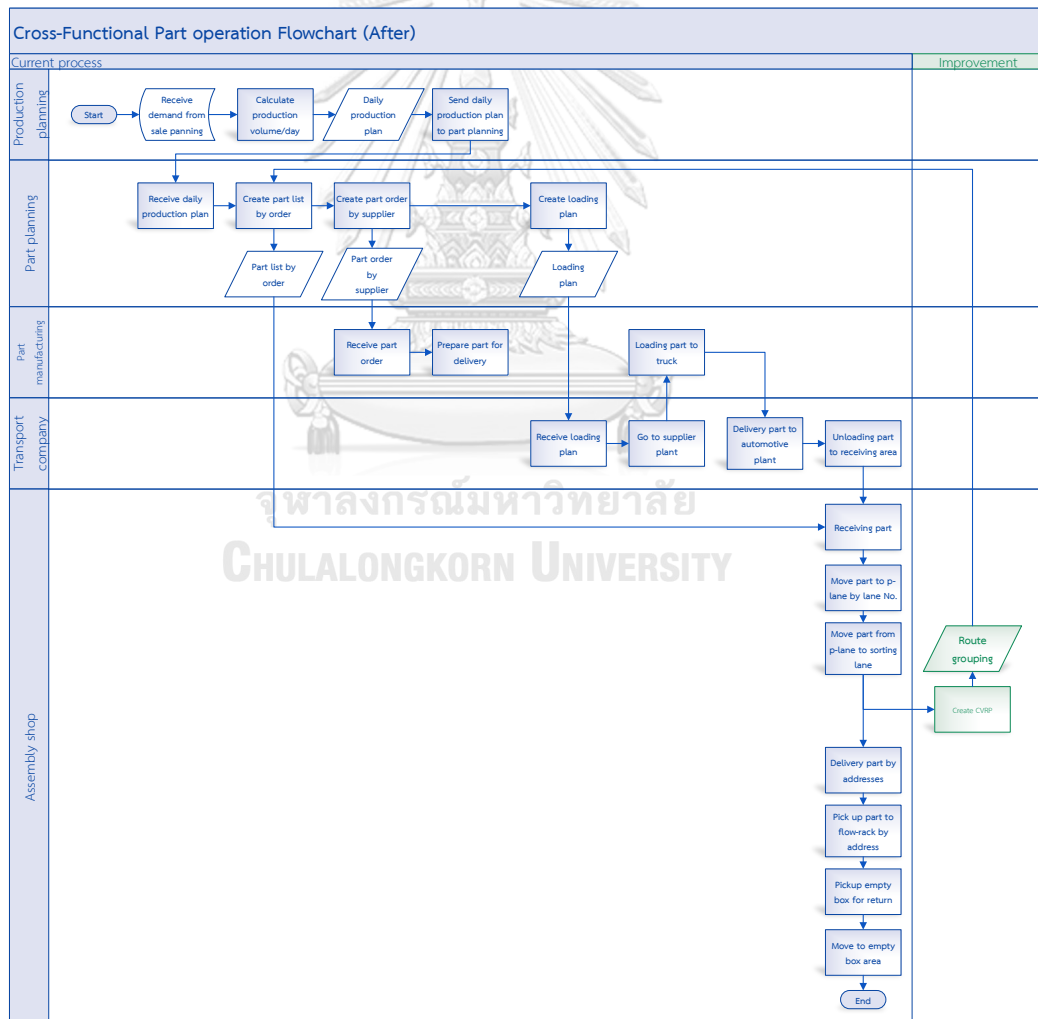 Cross-Functional Part operation Flowchart (After)
Current process
Improvement
Production
planning
Start
Receive
demand from
sale panning
Calculate
production
volume/day
Daily
production
plan
Send daily
production plan
to part planning
Part planning
Receive daily
production plan
Create part list
by order
Create part order
by supplier
Create loading
plan
Part list by
order
Part order
by
supplier
Loading
plan
Part
manufacturing
Receive part
order
Prepare part for
delivery
Loading part to
truck
Transport
company
Receive loading
plan
Go to supplier
plant
Delivery part to
automotive
plant
Unloading part
to receiving area
จุฬาลงกรณ์มหาวิทยาลัย
CHULALONGKORN UNIVERSITY
Assembly shop
Receiving part
Move part to p-
lane by lane No.
Move part from
p-lane to sorting
lane
Route
grouping
Create CVRP
Delivery part by
addresses
Pick up part to
flow-rack by
address
Pickup empty
box for return
Move to empty
box area
End